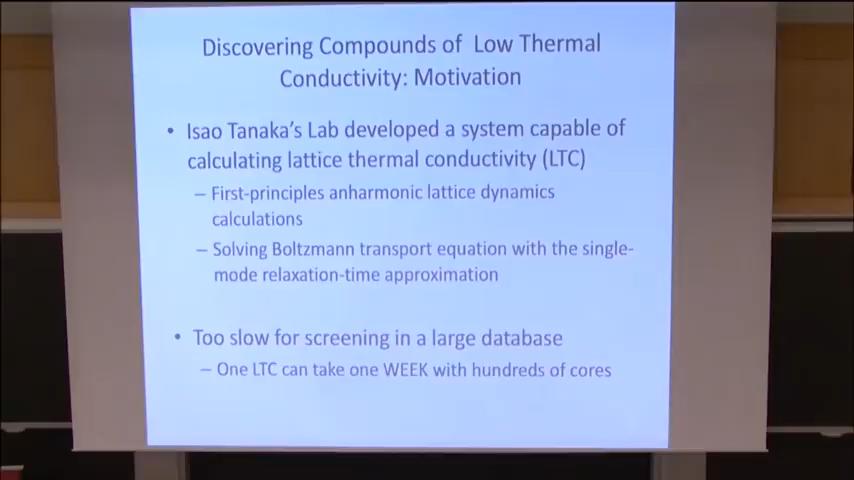 Discovering Compounds of Low Thermal
Conductivity: Motivation
• Isao Tanaka's Lab developed a system capable of
calculating lattice thermal conductivity (LTC)
– First-principles anharmonic lattice dynamics
calculations
– Solving Boltzmann transport equation with the single-
mode relaxation-time approximation
• Too slow for screening in a large database
– One LTC can take one WEEK with hundreds of cores